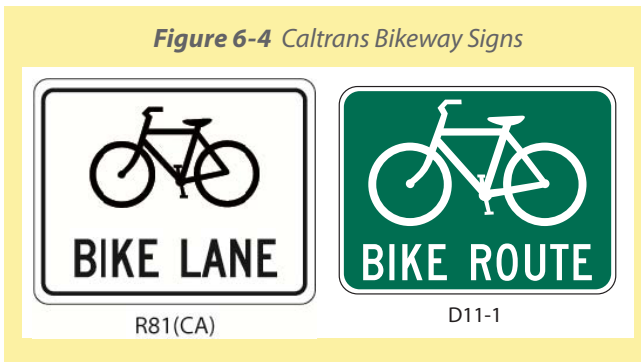 Figure 6-4 Caltrans Bikeway Signs
BIKE LANE
R81(CA)
BIKE ROUTE
D11-1